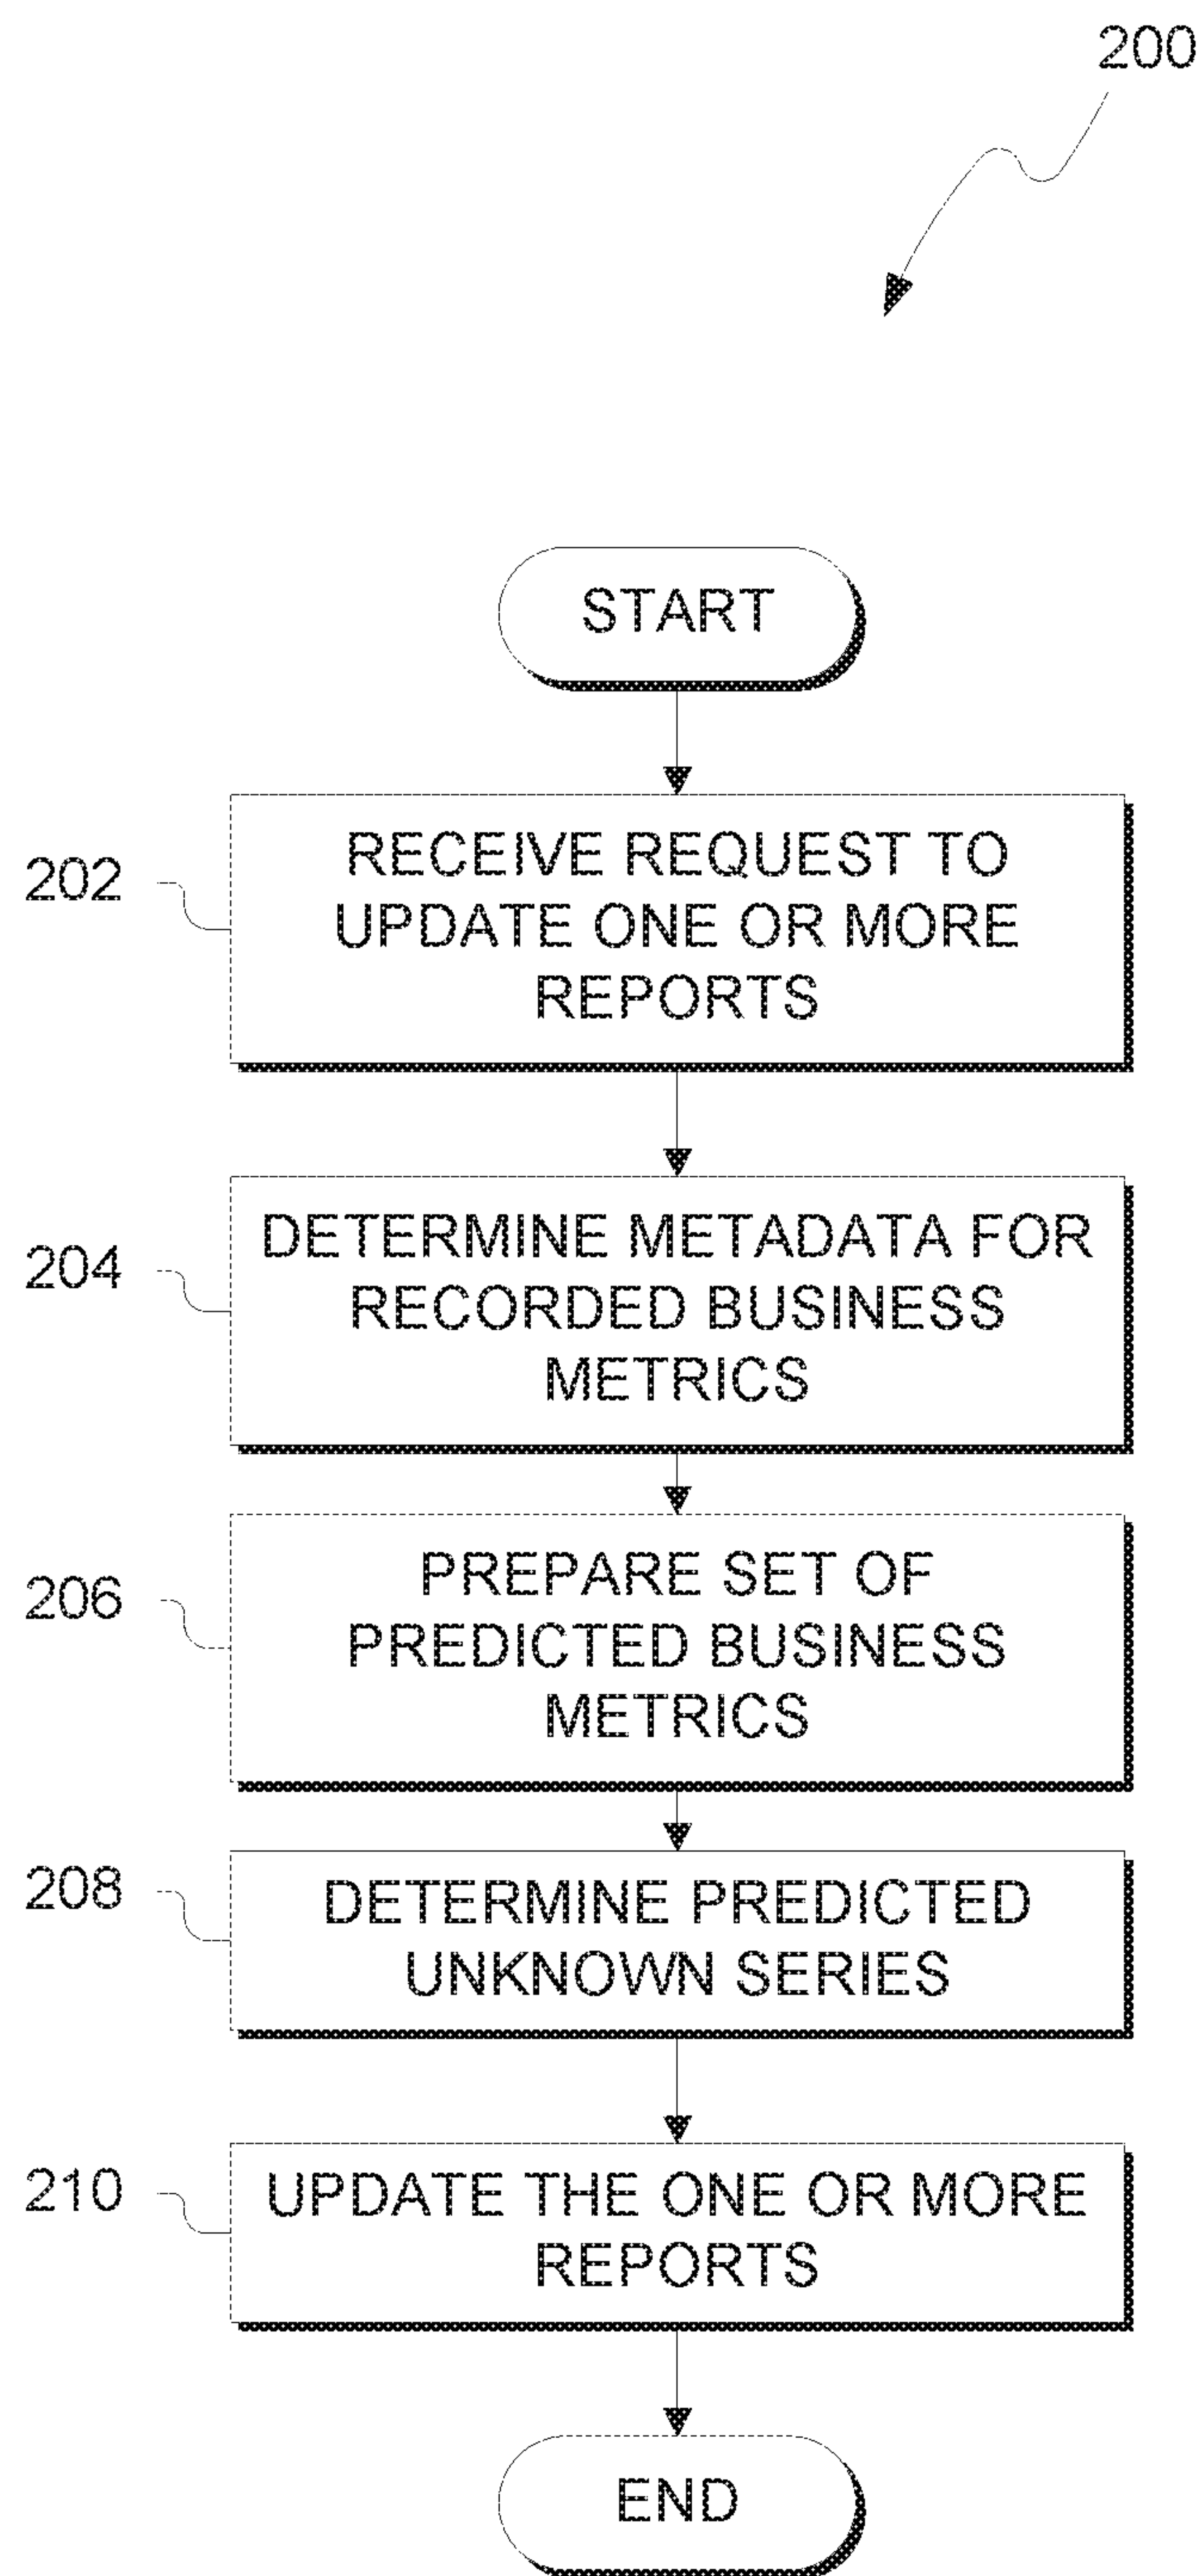 200
START
202
RECEIVE REQUEST TO
UPDATE ONE OR MORE
REPORTS
204
DETERMINE METADATA FOR
RECORDED BUSINESS
METRICS
206
PREPARE SET OF
PREDICTED BUSINESS
METRICS
208
DETERMINE PREDICTED
UNKNOWN SERIES
210
UPDATE THE ONE OR MORE
REPORTS
END